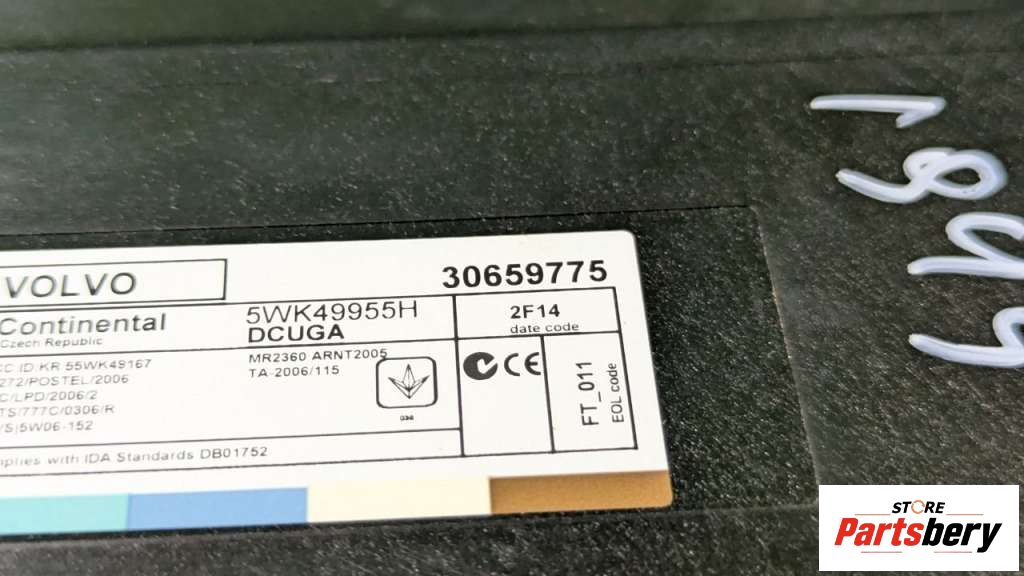 VOLVO
30659775
Continental
Czech Republic
5WK49955H
DCUGA
2F14
date code
CC ID:KR 55WK49167
272/POSTEL/2006
C/LPD/2006/2
TS/777C/0306/R
/S|5W06-152
MR2360 ARNT2005
TA-2006/115
CE
FT_011
EOL code
mplies with IDA Standards DB01752
STORE
Partsbery